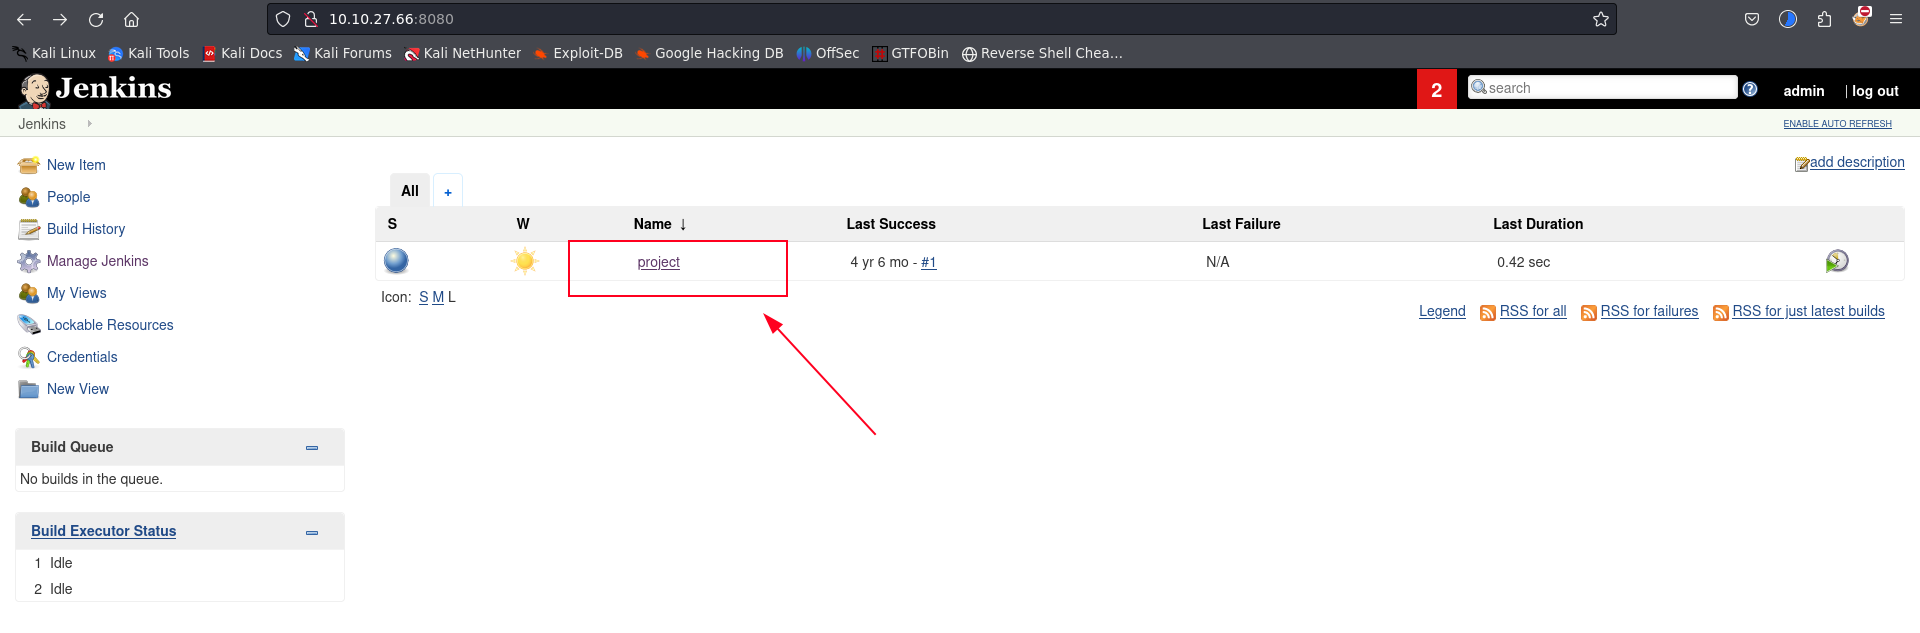 10.10.27.66:8080
Kali Linux Kali Tools Kali Docs Kali Forums Kali NetHunter Exploit-DB Google Hacking DB OffSec GTFOBin Reverse Shell Chea…
Jenkins 2 search ? admin | log out
Jenkins ENABLE AUTO REFRESH
add description
New Item
People
Build History
Manage Jenkins
My Views
Lockable Resources
Credentials
New View
All +
S W Name ↓ Last Success Last Failure Last Duration
project 4 yr 6 mo - #1 N/A 0.42 sec
Icon: S M L
Legend RSS for all RSS for failures RSS for just latest builds
Build Queue
No builds in the queue.
Build Executor Status
1 Idle
2 Idle